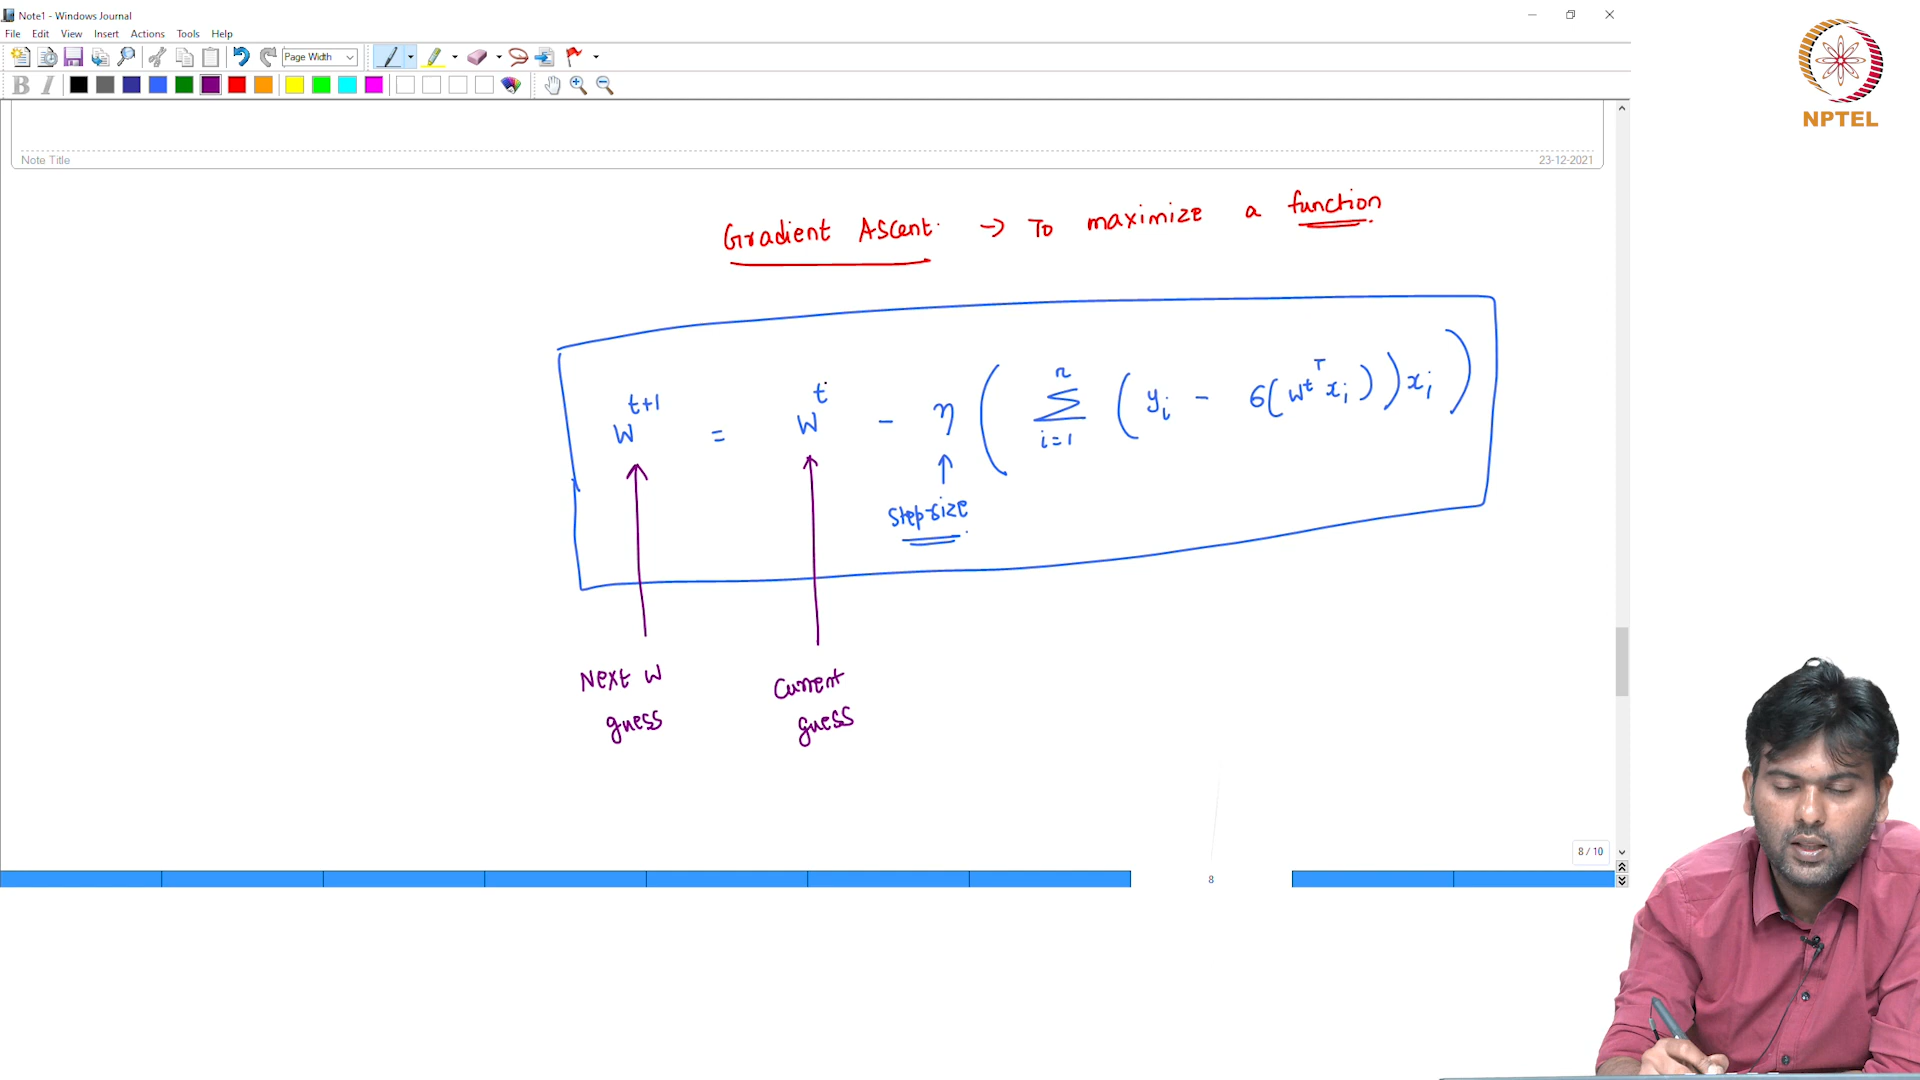 Note1 - Windows Journal
File Edit View Insert Actions Tools Help
Page Width
B I
NPTEL
Note Title
23-12-2021
Gradient Ascent. → To maximize a function.
w^{t+1} = w^t - η ( Σ_{i=1}^{n} ( y_i - σ(w^{t^T} x_i) ) x_i )
step-size
Next w
guess
Current
guess
8 / 10
8